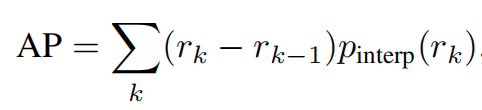 AP = ∑_k (r_k − r_{k−1}) p_interp(r_k).